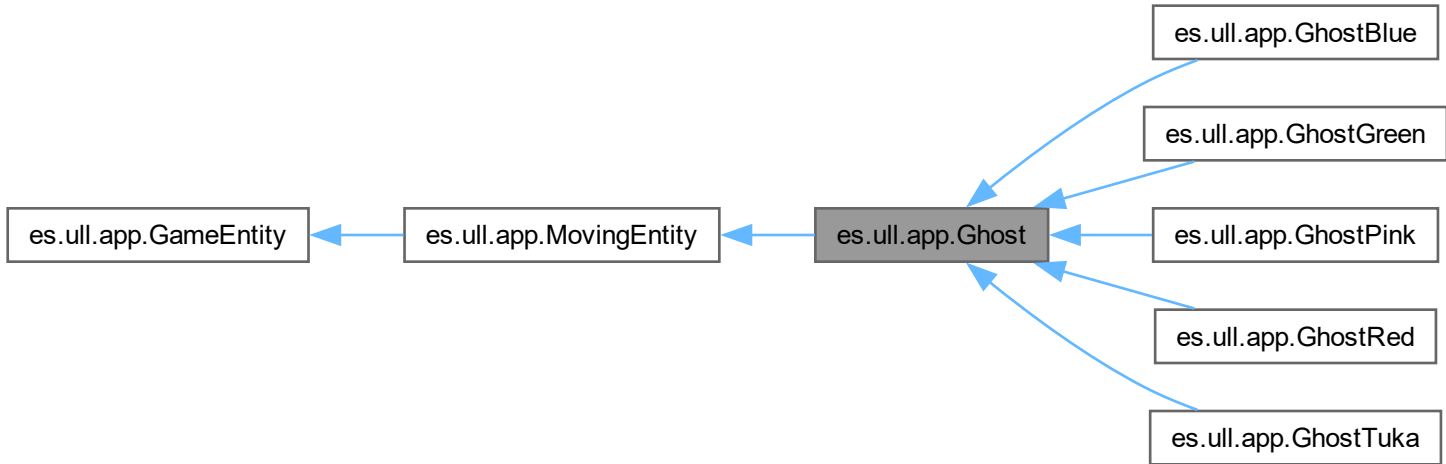 es.ull.app.GhostBlue
es.ull.app.GhostGreen
es.ull.app.GameEntity
es.ull.app.MovingEntity
es.ull.app.Ghost
es.ull.app.GhostPink
es.ull.app.GhostRed
es.ull.app.GhostTuka